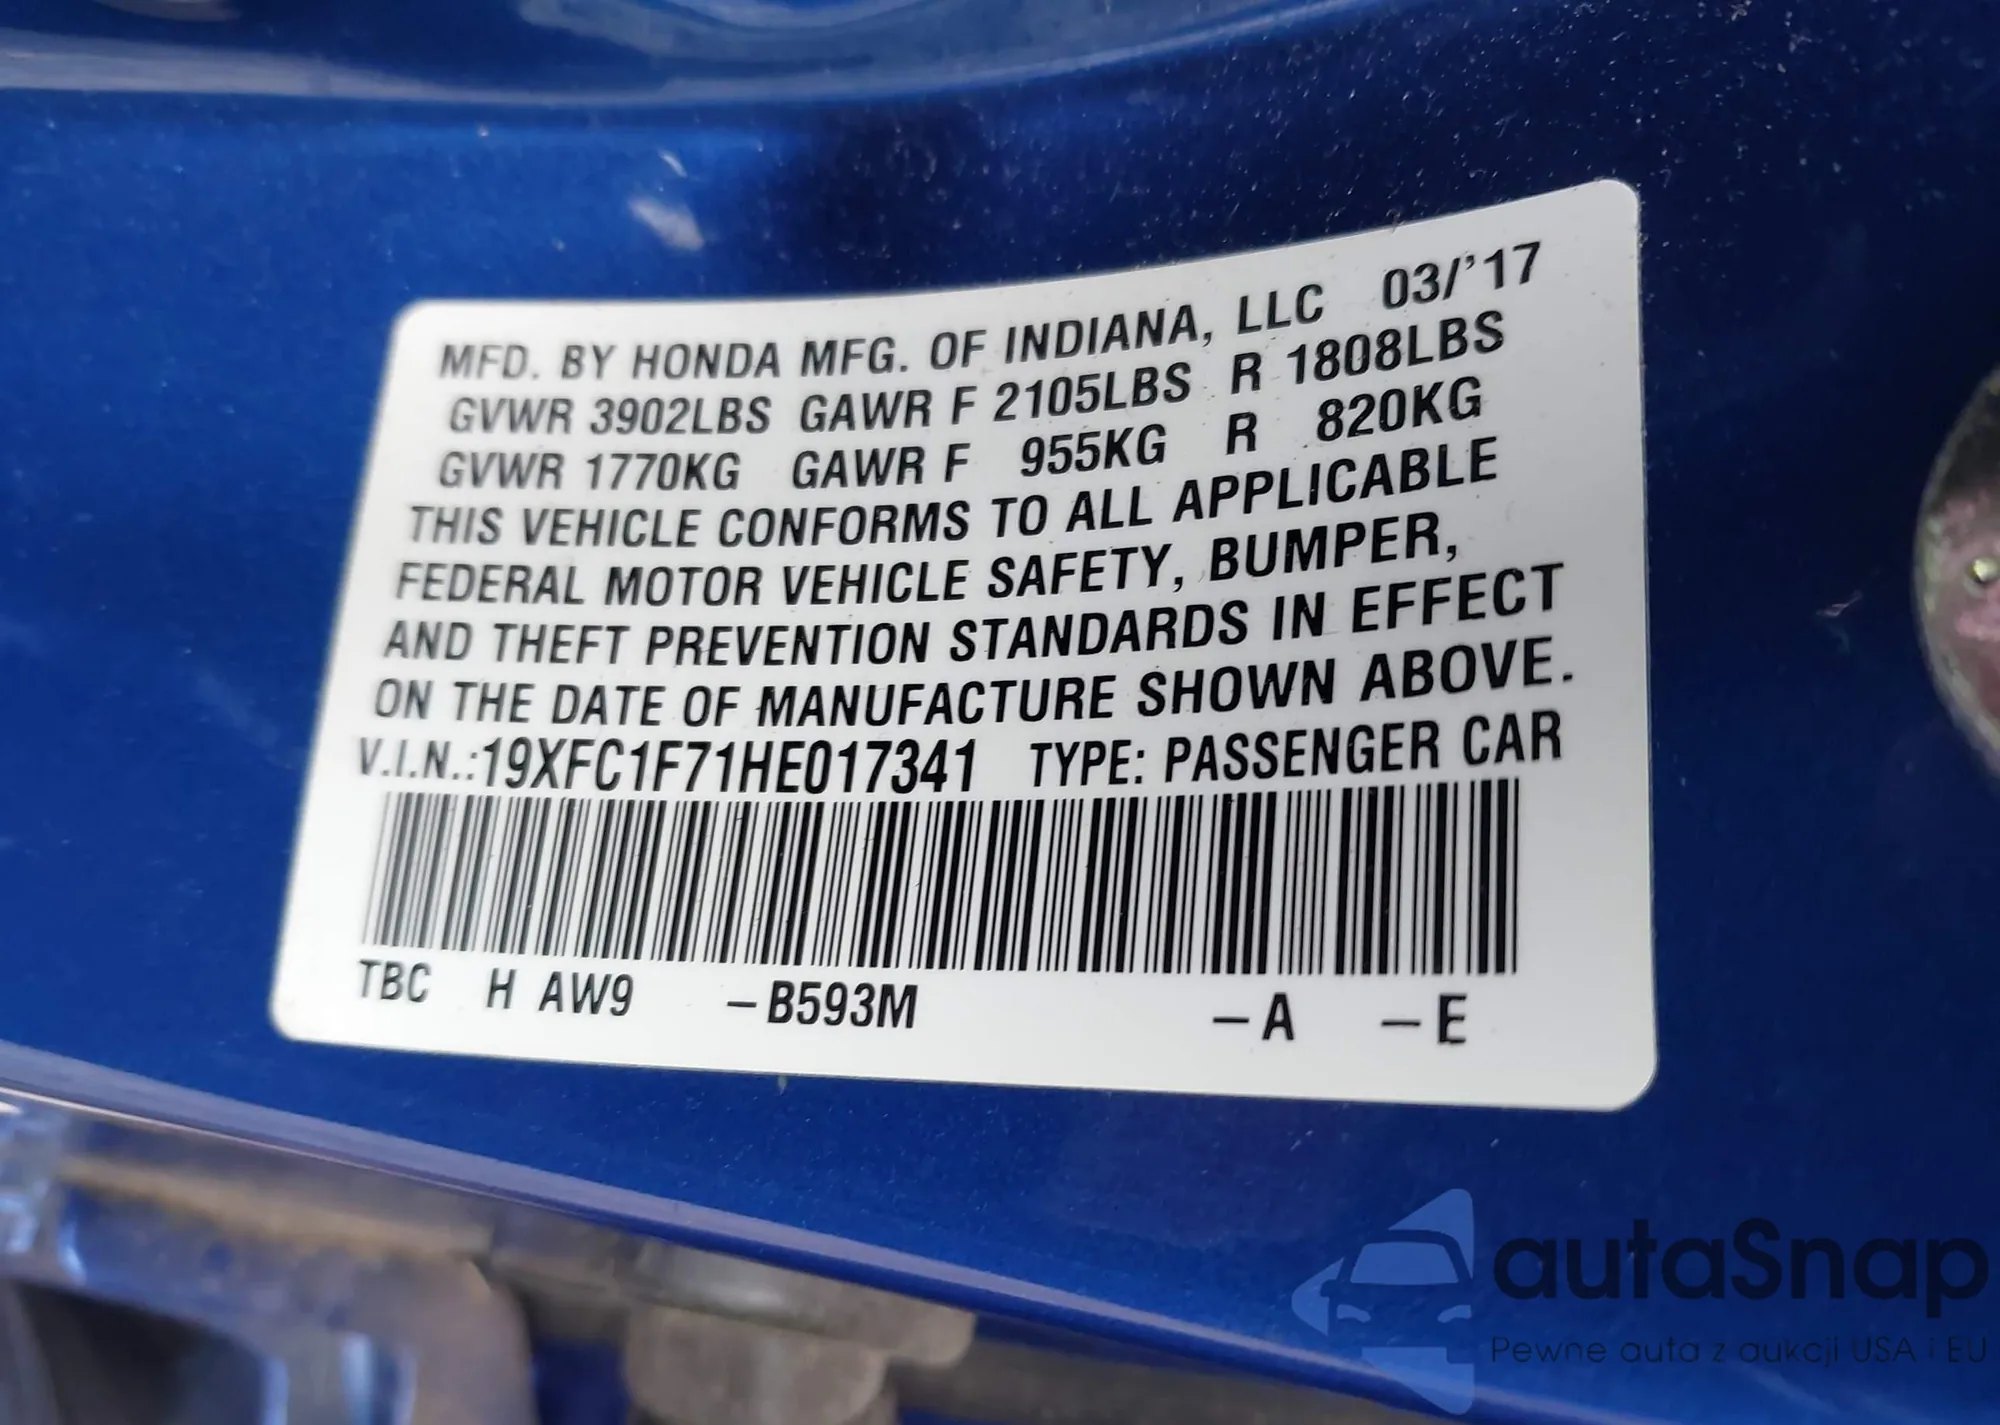 MFD. BY HONDA MFG. OF INDIANA, LLC 03/'17
GVWR 3902LBS GAWR F 2105LBS R 1808LBS
GVWR 1770KG GAWR F 955KG R 820KG
THIS VEHICLE CONFORMS TO ALL APPLICABLE
FEDERAL MOTOR VEHICLE SAFETY, BUMPER,
AND THEFT PREVENTION STANDARDS IN EFFECT
ON THE DATE OF MANUFACTURE SHOWN ABOVE.
V.I.N.:19XFC1F71HE017341 TYPE: PASSENGER CAR
TBC H AW9 –B593M –A –E
autaSnap
Pewne auta z aukcji USA i EU